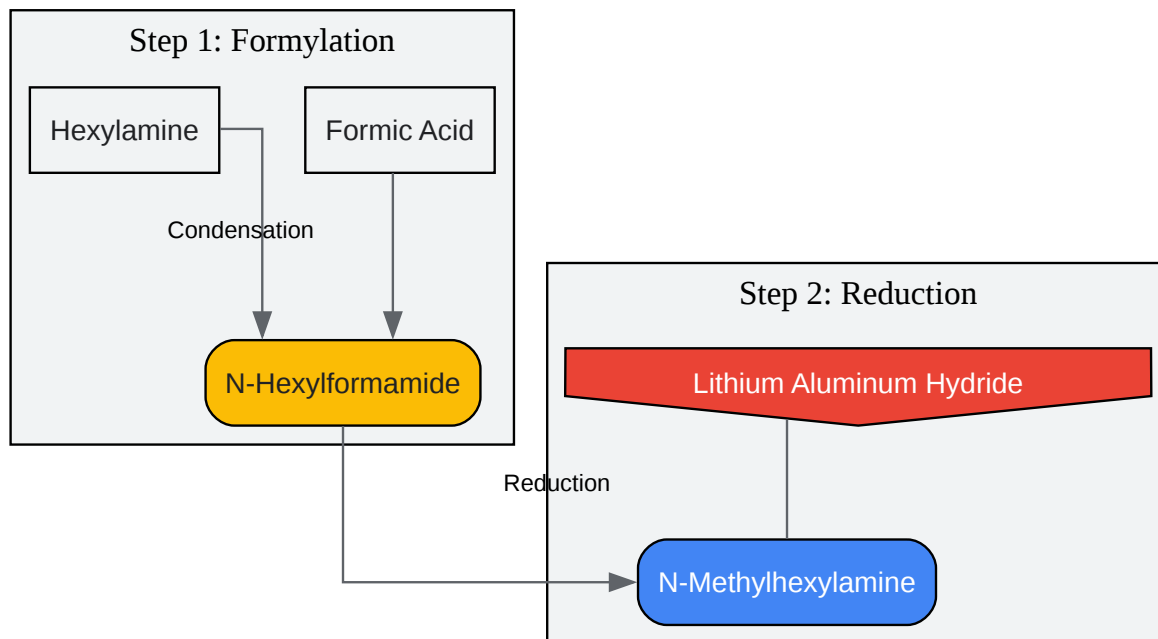 Step 1: Formylation
Hexylamine
Formic Acid
Condensation
N-Hexylformamide
Step 2: Reduction
Lithium Aluminum Hydride
Reduction
N-Methylhexylamine